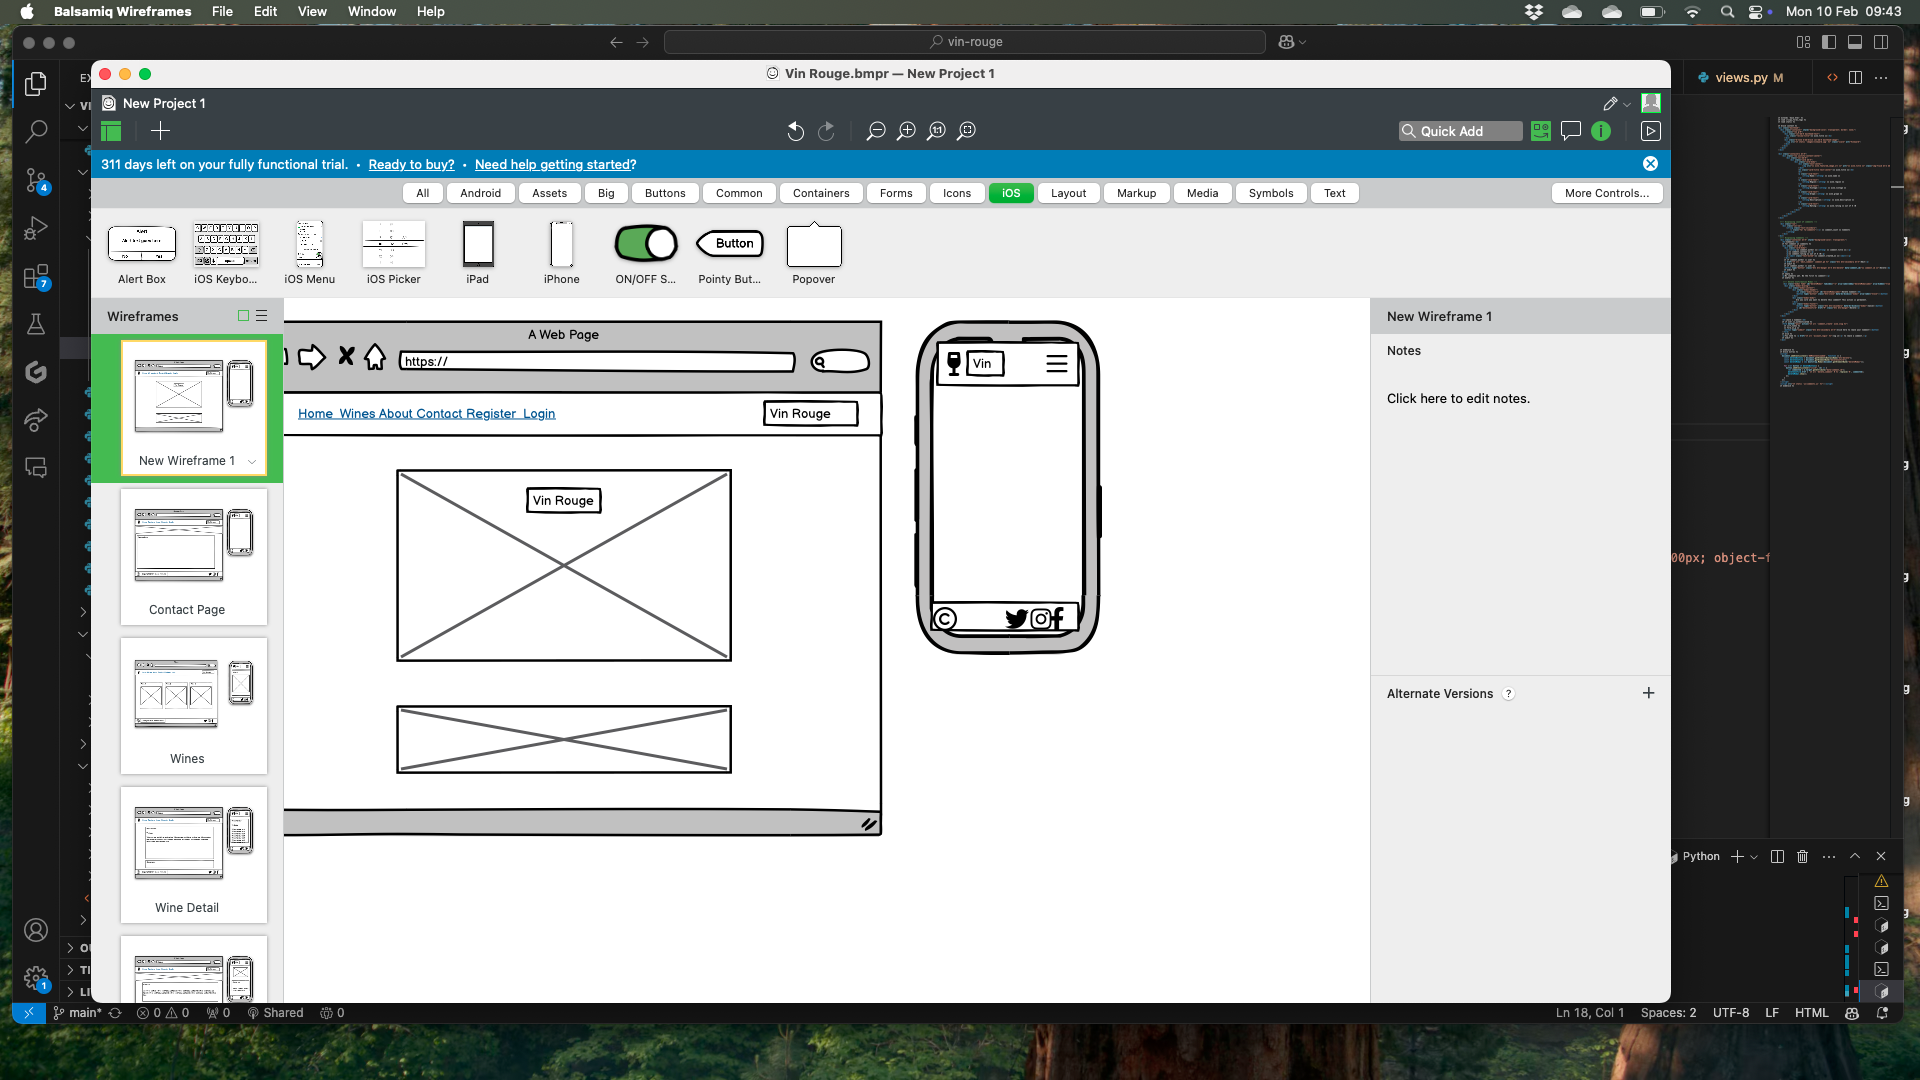 Balsamiq Wireframes File Edit View Window Help
Mon 10 Feb 09:43
vin-rouge
EX
Vin Rouge.bmpr — New Project 1
views.py M
New Project 1
Quick Add
311 days left on your fully functional trial. • Ready to buy? • Need help getting started?
All Android Assets Big Buttons Common Containers Forms Icons iOS Layout Markup Media Symbols Text More Controls...
Alert Box iOS Keybo... iOS Menu iOS Picker iPad iPhone ON/OFF S... Button Pointy But... Popover
Wireframes
New Wireframe 1
A Web Page
https://
Home Wines About Contact Register Login
Vin Rouge
Vin Rouge
Vin
New Wireframe 1
Notes
Click here to edit notes.
Alternate Versions ?
Contact Page
Wines
Wine Detail
00px; object-f
Python
4
7
1
main* 0 0 0 Shared 0
Ln 18, Col 1 Spaces: 2 UTF-8 LF HTML